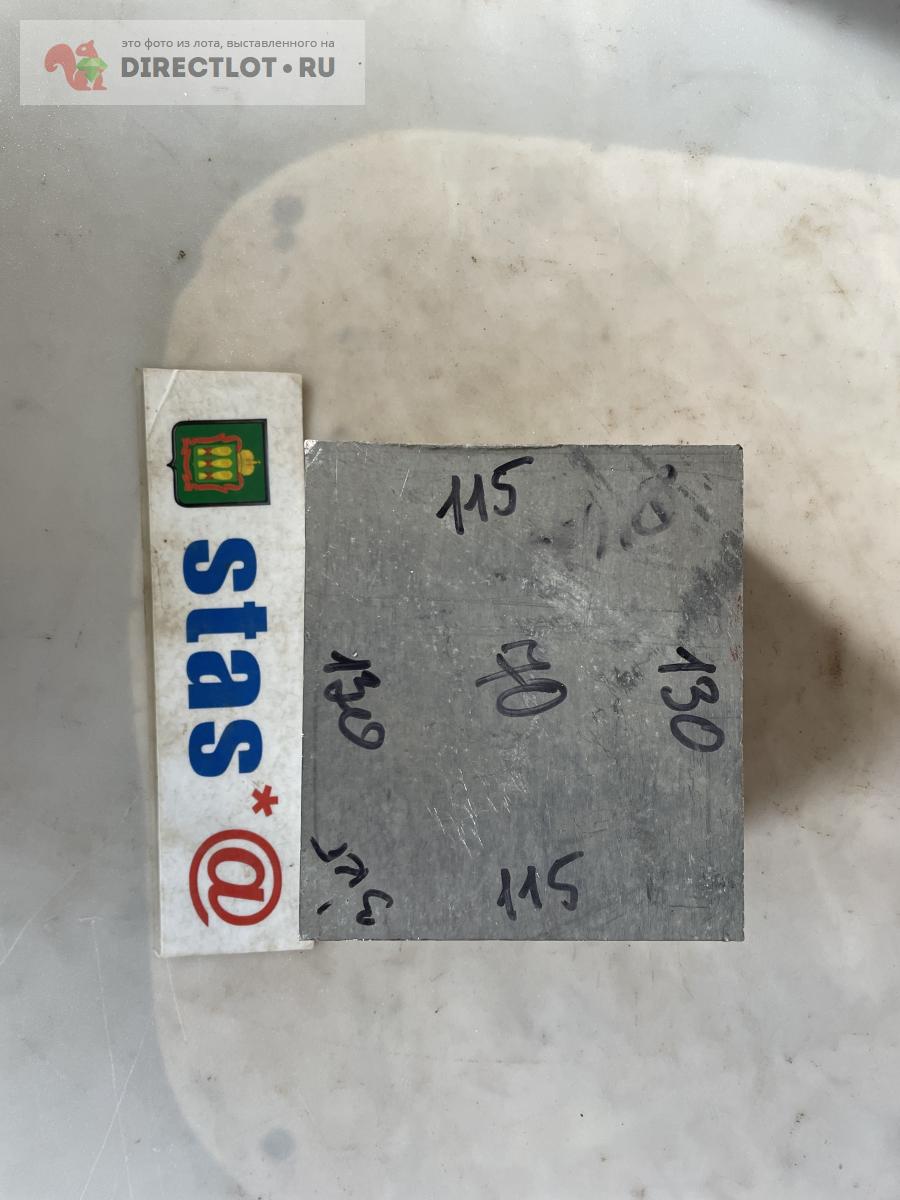 это фото из лота, выставленного на
DIRECTLOT.RU
stas*@
115
130
70
130
115